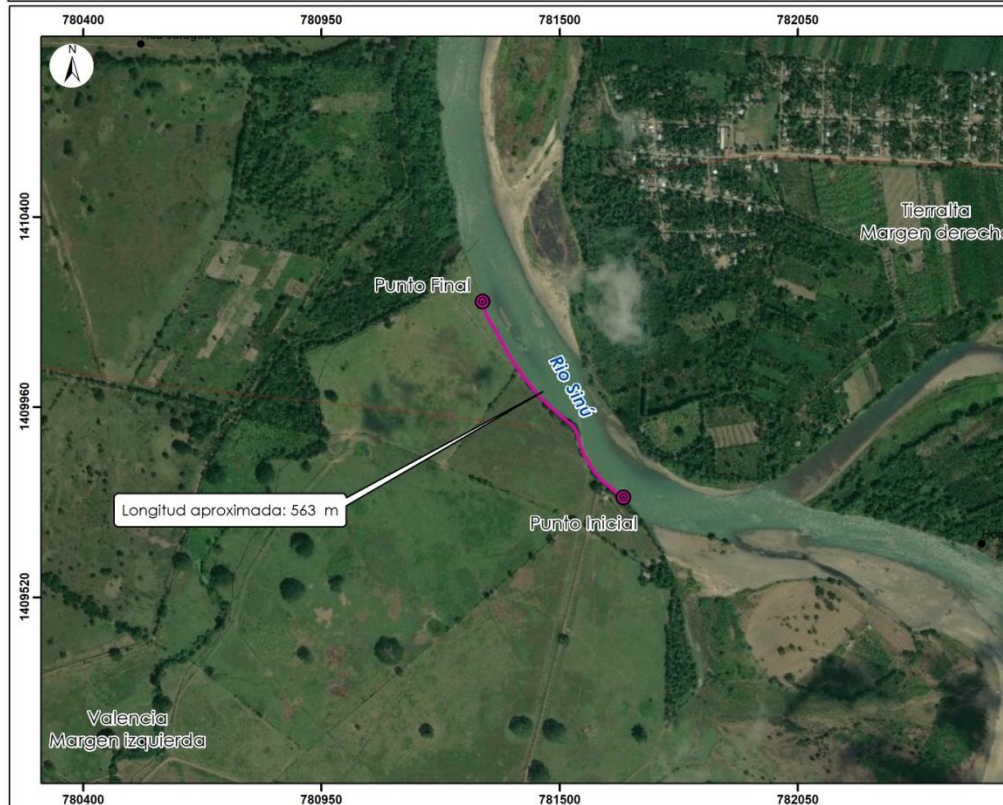 780400 780950 781500 782050
N
1410400
Tierralta
Margen derecha
Punto Final
Rio Sinú
1409960
Longitud aproximada: 563 m
Punto Inicial
1409520
Valencia
Margen izquierda
780400 780950 781500 782050